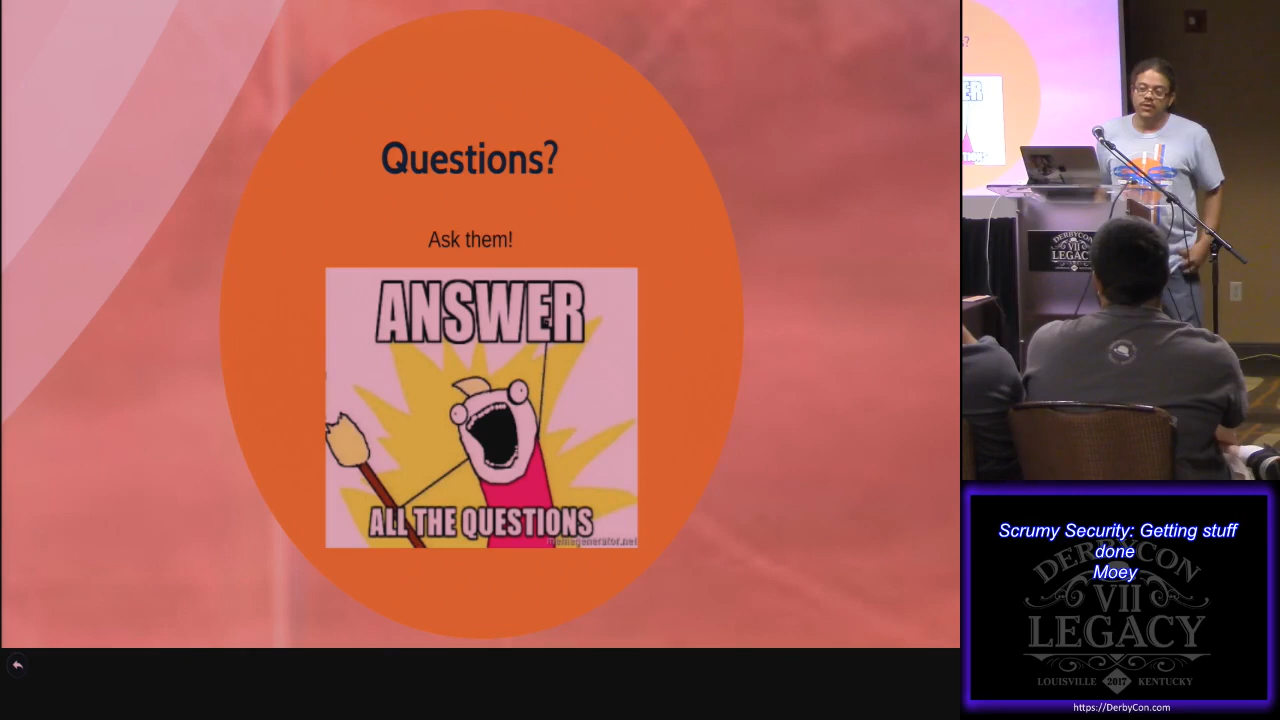 Questions?
Ask them!
ANSWER
ALL THE QUESTIONS
memegenerator.net
?
ER
DERBYCON
VII
LEGACY
Scrumy Security: Getting stuff
done
Moey
DERBYCON
VII
LEGACY
LOUISVILLE 2017 KENTUCKY
https://DerbyCon.com